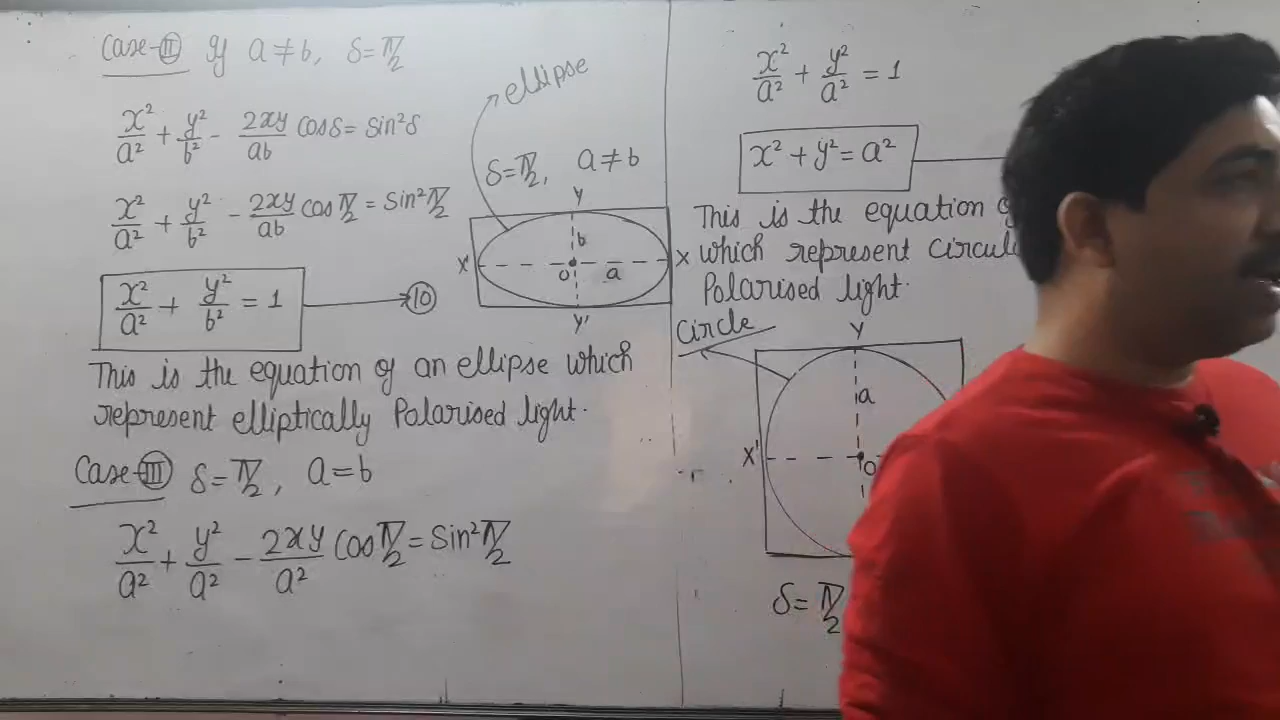 Case-II If a ≠ b, δ = π/2
x²/a² + y²/b² - 2xy/ab cosδ = sin²δ
x²/a² + y²/b² - 2xy/ab cos π/2 = sin² π/2
x²/a² + y²/b² = 1 → 10
This is the equation of an ellipse which
represent elliptically Polarised light.
Case-III δ = π/2, a = b
x²/a² + y²/a² - 2xy/a² cos π/2 = sin² π/2
ellipse
δ = π/2, a ≠ b
Y
b
X' O a X
Y'
x²/a² + y²/a² = 1
x² + y² = a²
This is the equation
which represent
Polarised light.
Circle
Y
a
X' O
δ = π/2